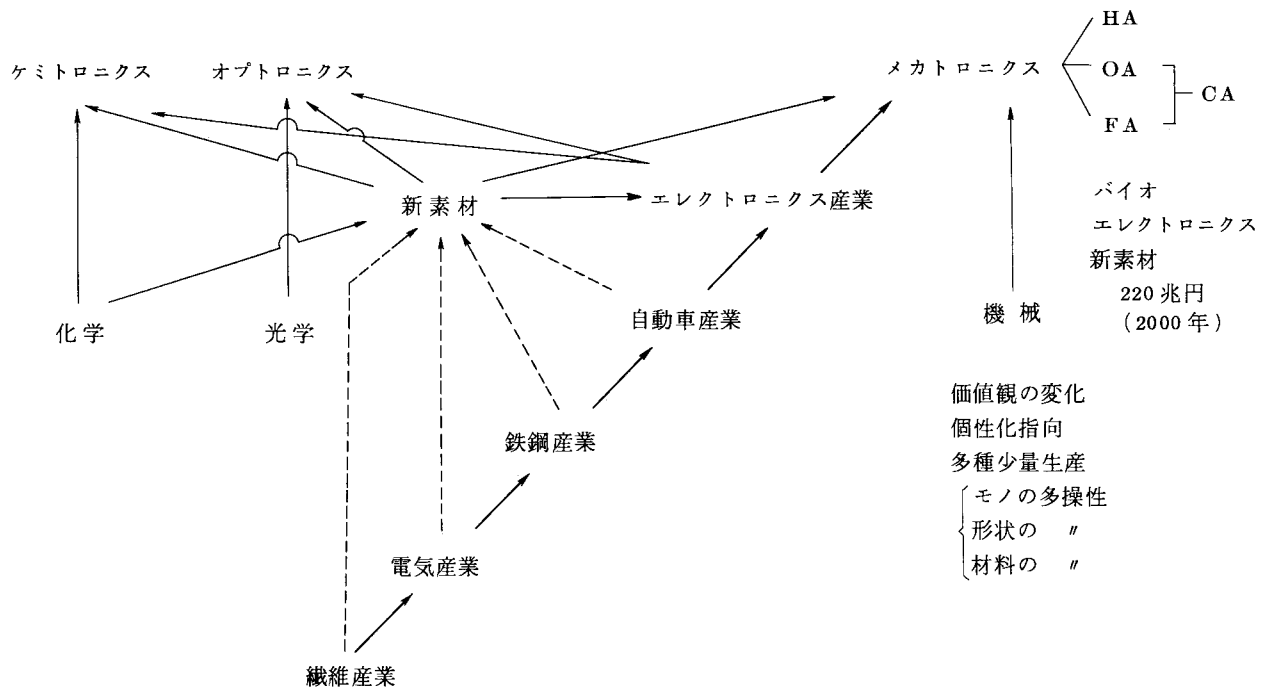 ケミトロニクス
オプトロニクス
メカトロニクス
HA
OA
FA
CA
新素材
エレクトロニクス産業
バイオ
エレクトロニクス
新素材
220兆円
(2000年)
化学
光学
自動車産業
機械
鉄鋼産業
電気産業
繊維産業
価値観の変化
個性化指向
多種少量生産
モノの多操性
形状の 〃
材料の 〃